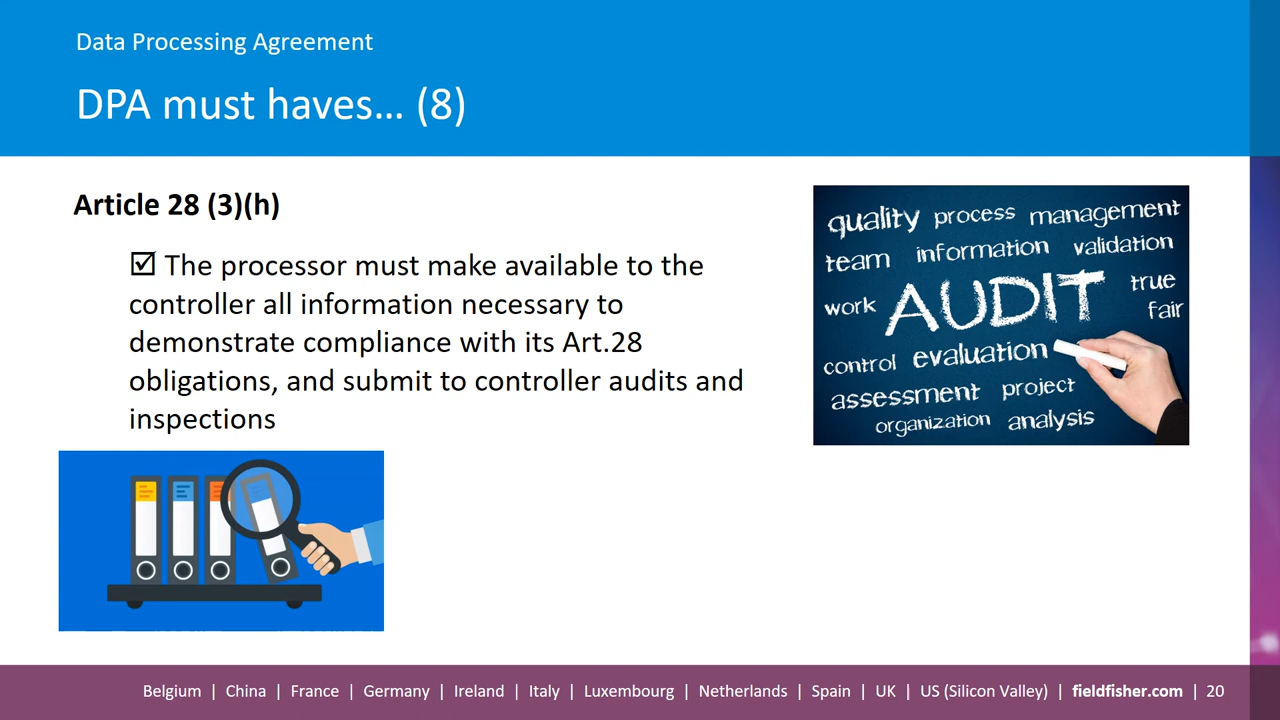 Data Processing Agreement
DPA must haves... (8)
Article 28 (3)(h)
☑ The processor must make available to the
controller all information necessary to
demonstrate compliance with its Art.28
obligations, and submit to controller audits and
inspections
quality process management
team information validation
work AUDIT true
fair
control evaluation
assessment project
organization analysis
Belgium | China | France | Germany | Ireland | Italy | Luxembourg | Netherlands | Spain | UK | US (Silicon Valley) | fieldfisher.com | 20